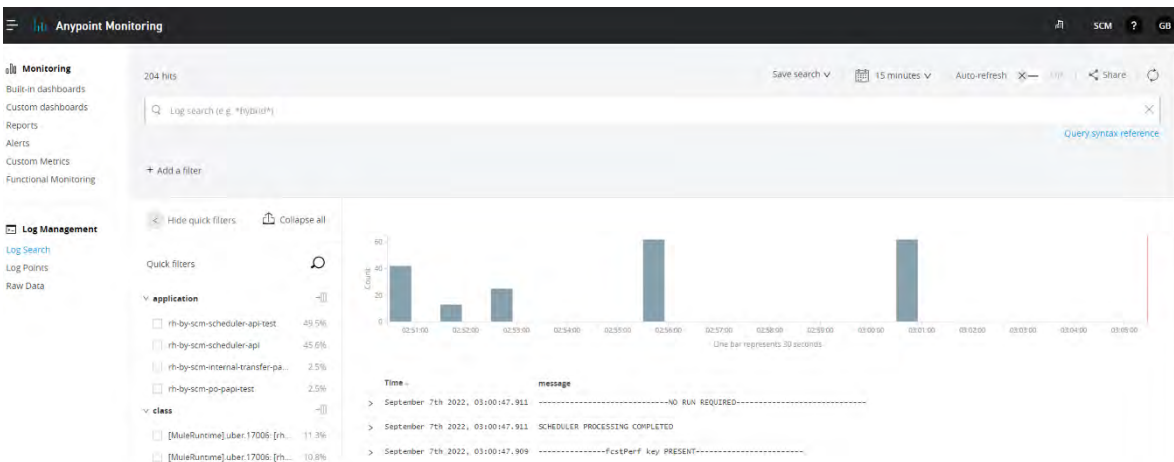 Anypoint Monitoring
SCM ? GB
Monitoring
Built-in dashboards
Custom dashboards
Reports
Alerts
Custom Metrics
Functional Monitoring
Log Management
Log Search
Log Points
Raw Data
204 hits
Save search
15 minutes
Auto-refresh
Share
Log search (e.g. *hybrid*)
Query syntax reference
+ Add a filter
Hide quick filters
Collapse all
Quick filters
application
rh-by-scm-scheduler-api-test 49.5%
rh-by-scm-scheduler-api 45.6%
rh-by-scm-internal-transfer-pa... 2.5%
rh-by-scm-po-papi-test 2.5%
class
[MuleRuntime].uber.17006: [rh... 11.3%
[MuleRuntime].uber.17006: [rh... 10.8%
Count
60
40
20
0
02:51:00 02:52:00 02:53:00 02:54:00 02:55:00 02:56:00 02:57:00 02:58:00 02:59:00 03:00:00 03:01:00 03:02:00 03:03:00 03:04:00 03:05:00
One bar represents 30 seconds
Time message
September 7th 2022, 03:00:47.911 ------------------------------NO RUN REQUIRED------------------------------
September 7th 2022, 03:00:47.911 SCHEDULER PROCESSING COMPLETED
September 7th 2022, 03:00:47.909 ---------------fcstPerf key PRESENT-------------------------